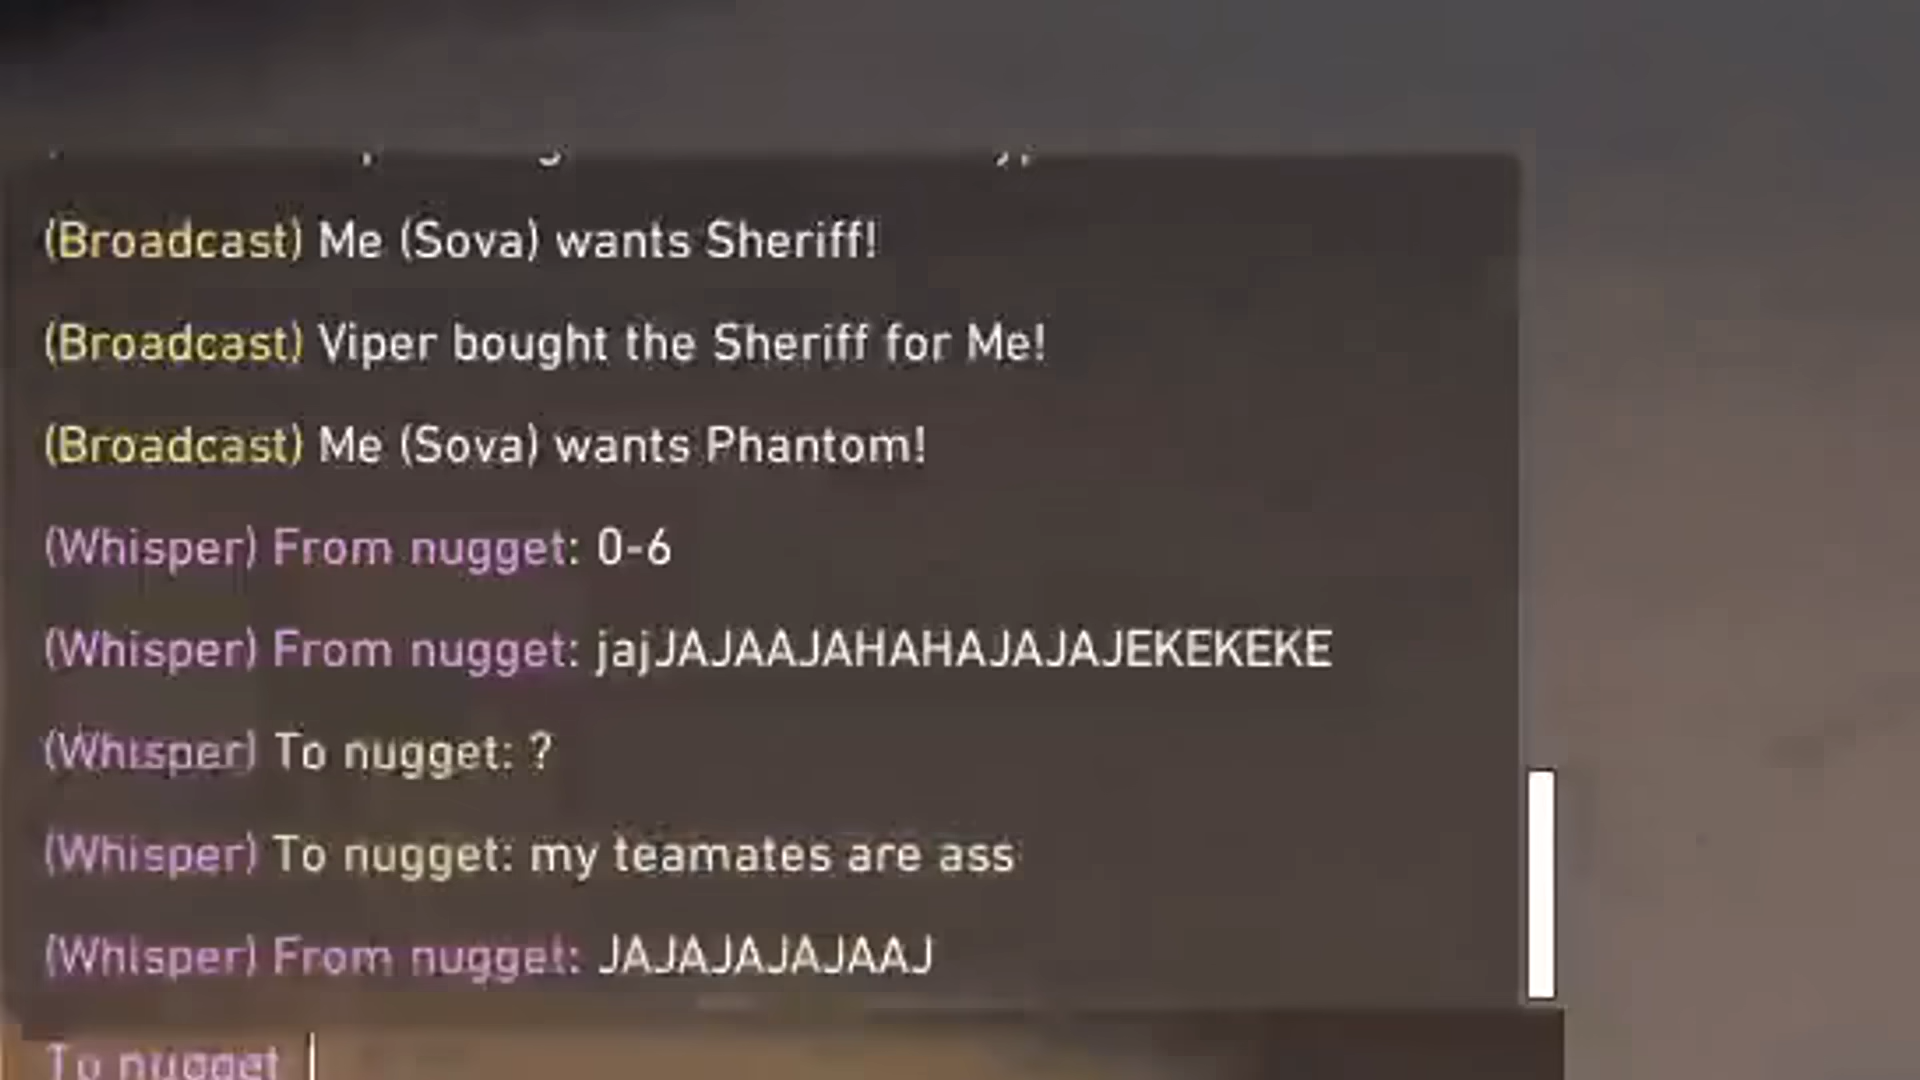 (Broadcast) Me (Sova) wants Sheriff!
(Broadcast) Viper bought the Sheriff for Me!
(Broadcast) Me (Sova) wants Phantom!
(Whisper) From nugget: 0-6
(Whisper) From nugget: jajJAJAAJAHAHAJAJAJEKEKEKE
(Whisper) To nugget: ?
(Whisper) To nugget: my teamates are ass
(Whisper) From nugget: JAJAJAJAJAAJ
To nugget